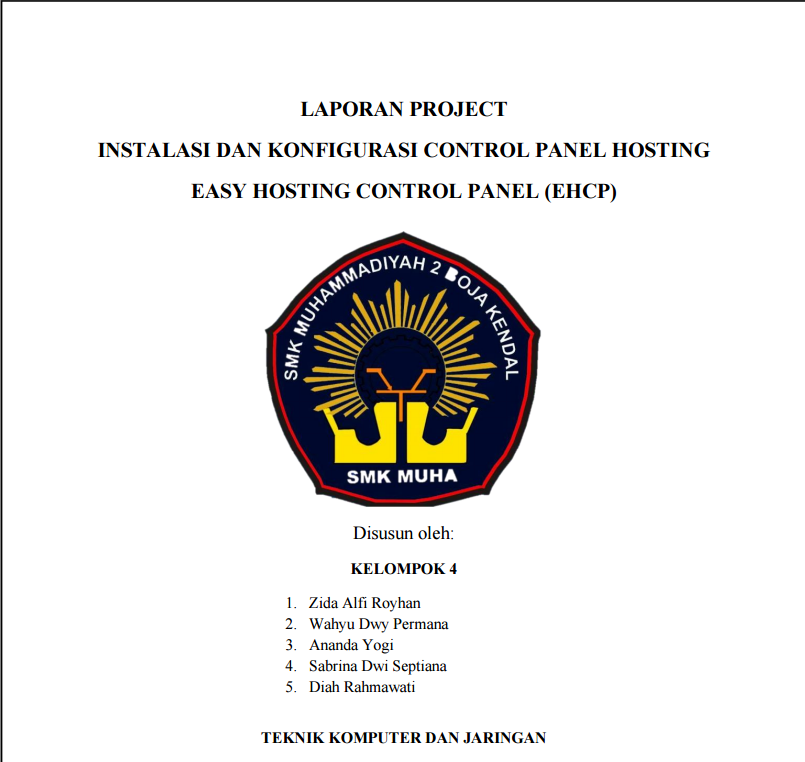 LAPORAN PROJECT
INSTALASI DAN KONFIGURASI CONTROL PANEL HOSTING
EASY HOSTING CONTROL PANEL (EHCP)
SMK MUHAMMADIYAH 2 BOJA KENDAL
SMK MUHA
Disusun oleh:
KELOMPOK 4
1. Zida Alfi Royhan
2. Wahyu Dwy Permana
3. Ananda Yogi
4. Sabrina Dwi Septiana
5. Diah Rahmawati
TEKNIK KOMPUTER DAN JARINGAN